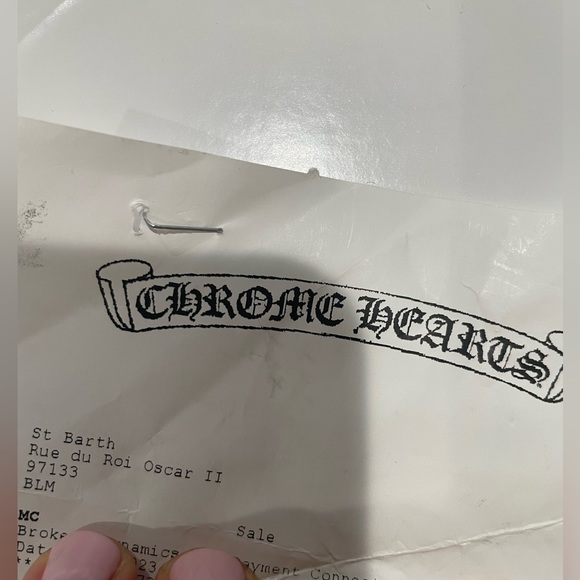 CHROME HEARTS
St Barth
Rue du Roi Oscar II
97133
BLM
MC
Sale